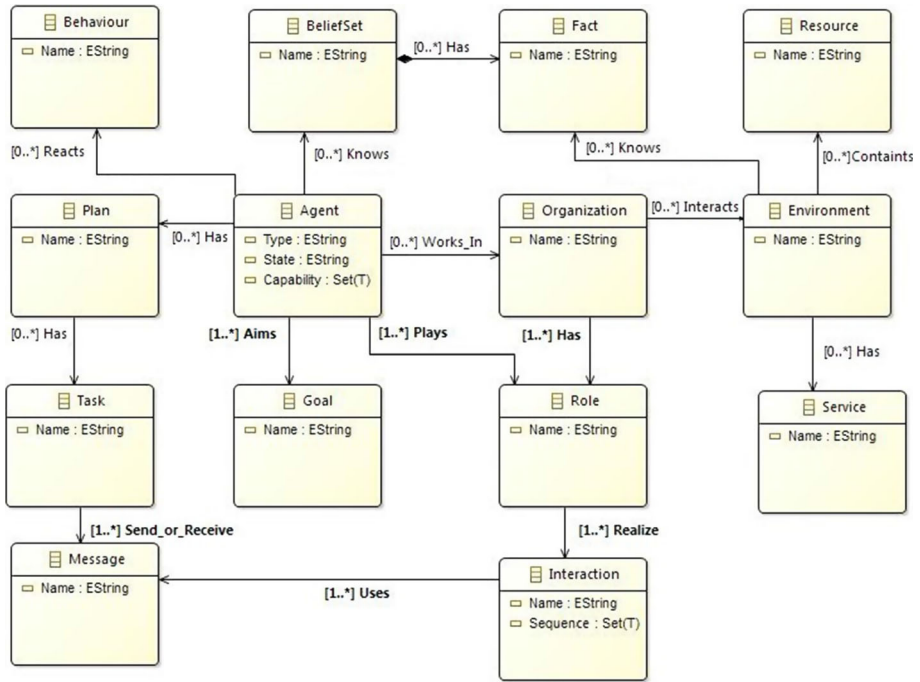 Behaviour
Name : EString
BeliefSet
Name : EString
[0..*] Has
Fact
Name : EString
Resource
Name : EString
[0..*] Reacts
[0..*] Knows
[0..*] Knows
[0..*]Containts
Plan
Name : EString
[0..*] Has
Agent
Type : EString
State : EString
Capability : Set(T)
[0..*] Works_In
Organization
Name : EString
[0..*] Interacts
Environment
Name : EString
[0..*] Has
[1..*] Aims
[1..*] Plays
[1..*] Has
[0..*] Has
Task
Name : EString
Goal
Name : EString
Role
Name : EString
Service
Name : EString
[1..*] Send_or_Receive
[1..*] Realize
Message
Name : EString
[1..*] Uses
Interaction
Name : EString
Sequence : Set(T)